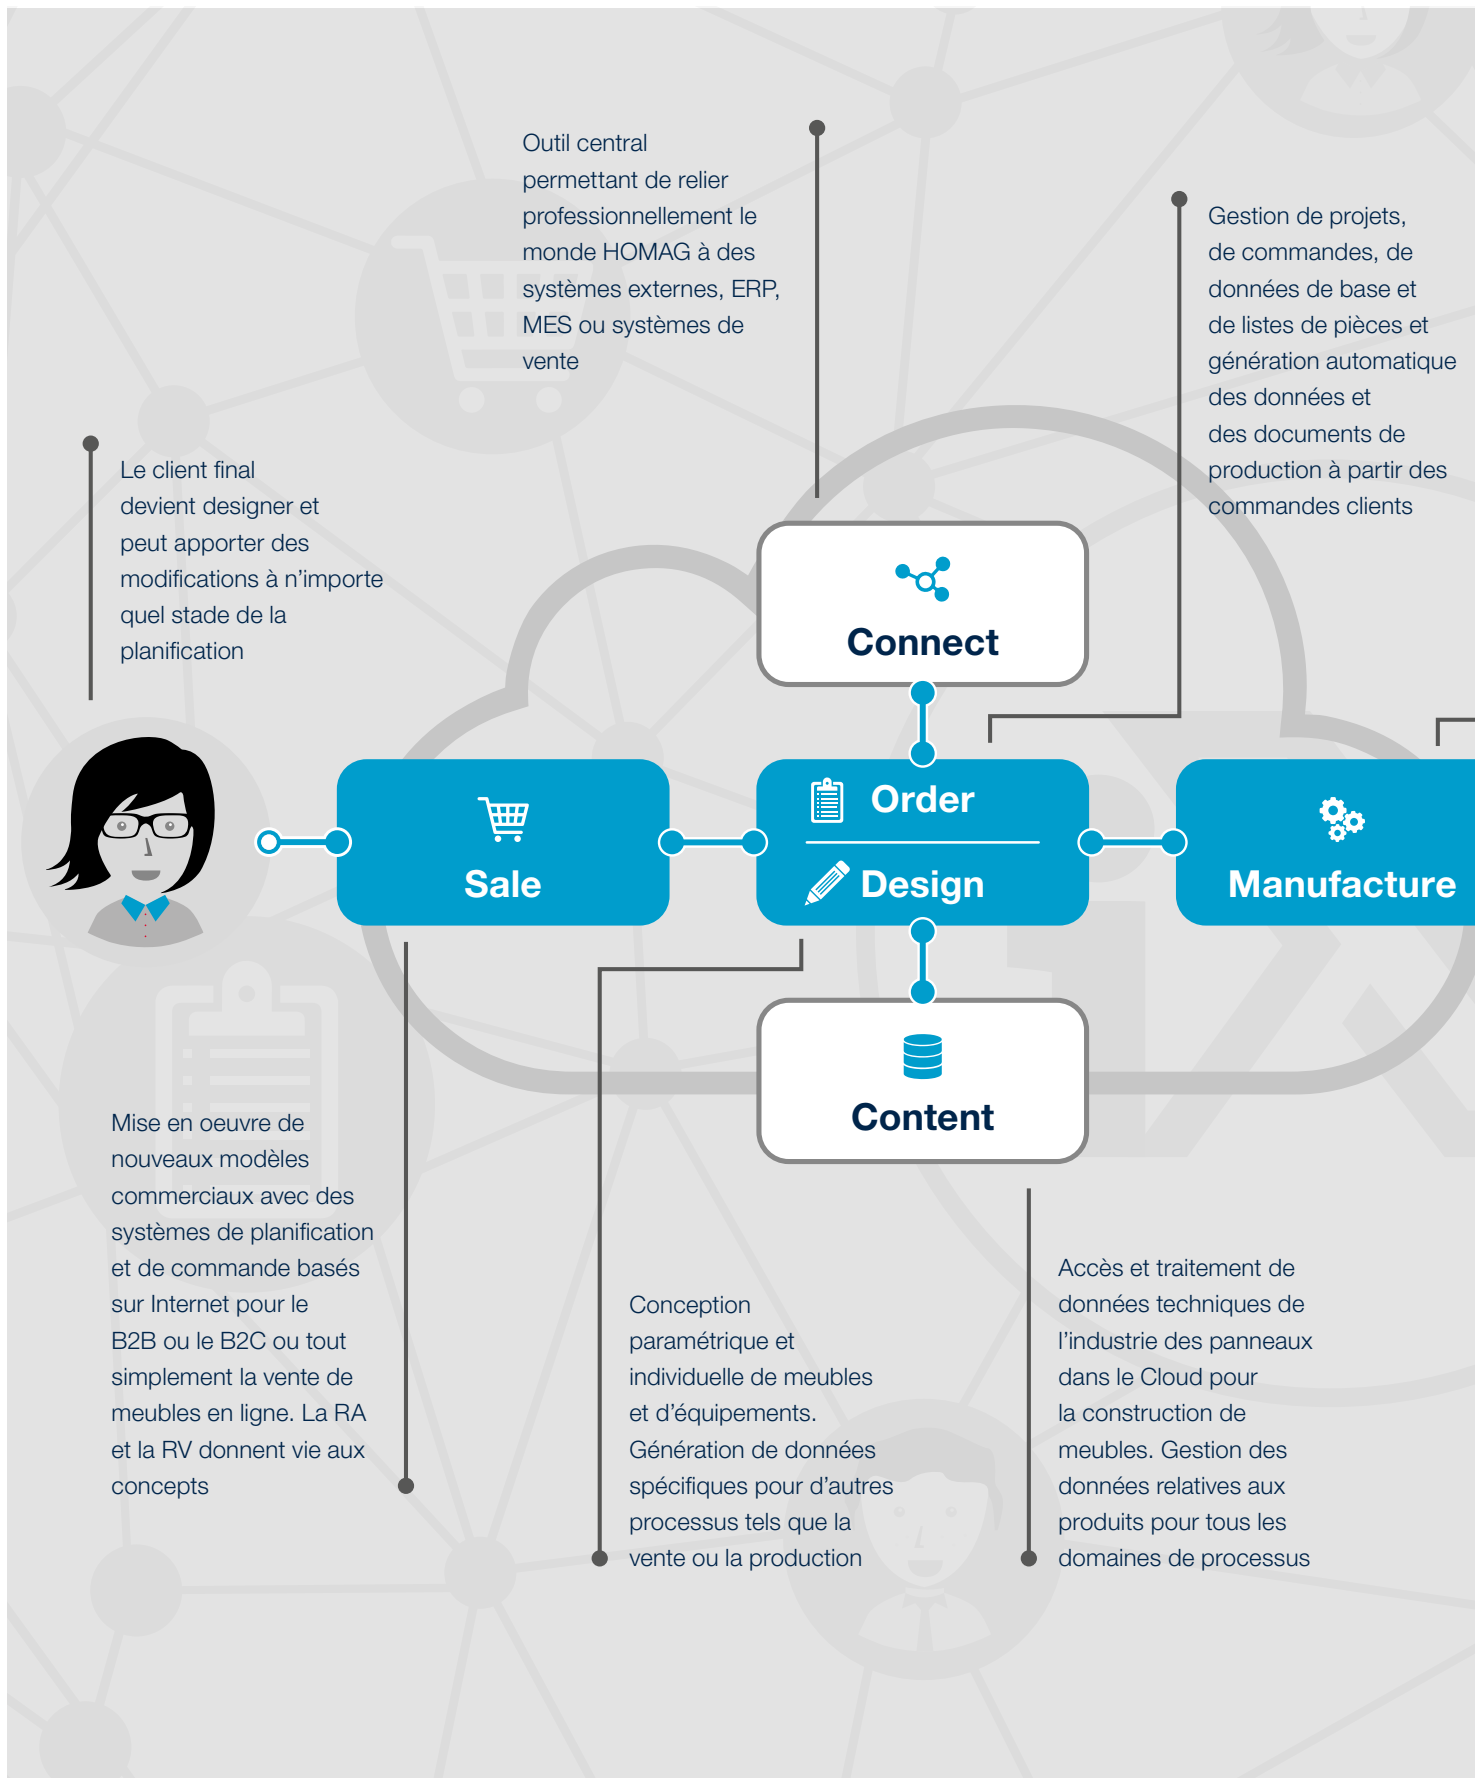 Outil central
permettant de relier
professionnellement le
monde HOMAG à des
systèmes externes, ERP,
MES ou systèmes de
vente
Gestion de projets,
de commandes, de
données de base et
de listes de pièces et
génération automatique
des données et
des documents de
production à partir des
commandes clients
Le client final
devient designer et
peut apporter des
modifications à n'importe
quel stade de la
planification
Connect
Sale
Order
Design
Manufacture
Content
Mise en oeuvre de
nouveaux modèles
commerciaux avec des
systèmes de planification
et de commande basés
sur Internet pour le
B2B ou le B2C ou tout
simplement la vente de
meubles en ligne. La RA
et la RV donnent vie aux
concepts
Conception
paramétrique et
individuelle de meubles
et d'équipements.
Génération de données
spécifiques pour d'autres
processus tels que la
vente ou la production
Accès et traitement de
données techniques de
l'industrie des panneaux
dans le Cloud pour
la construction de
meubles. Gestion des
données relatives aux
produits pour tous les
domaines de processus